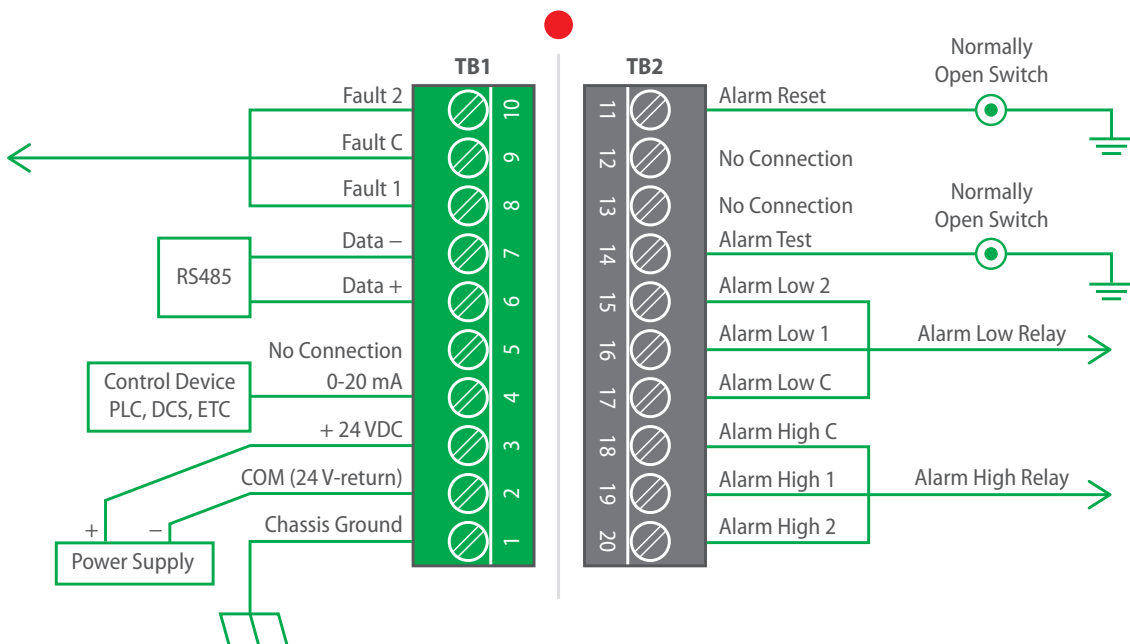 TB1
Fault 2
10
Fault C
9
Fault 1
8
Data –
7
RS485
Data +
6
No Connection
5
Control Device
PLC, DCS, ETC
0-20 mA
4
+ 24 VDC
3
COM (24 V-return)
2
Chassis Ground
1
+
–
Power Supply
TB2
11
Alarm Reset
Normally
Open Switch
12
No Connection
13
No Connection
14
Alarm Test
Normally
Open Switch
15
Alarm Low 2
16
Alarm Low 1
Alarm Low Relay
17
Alarm Low C
18
Alarm High C
19
Alarm High 1
Alarm High Relay
20
Alarm High 2